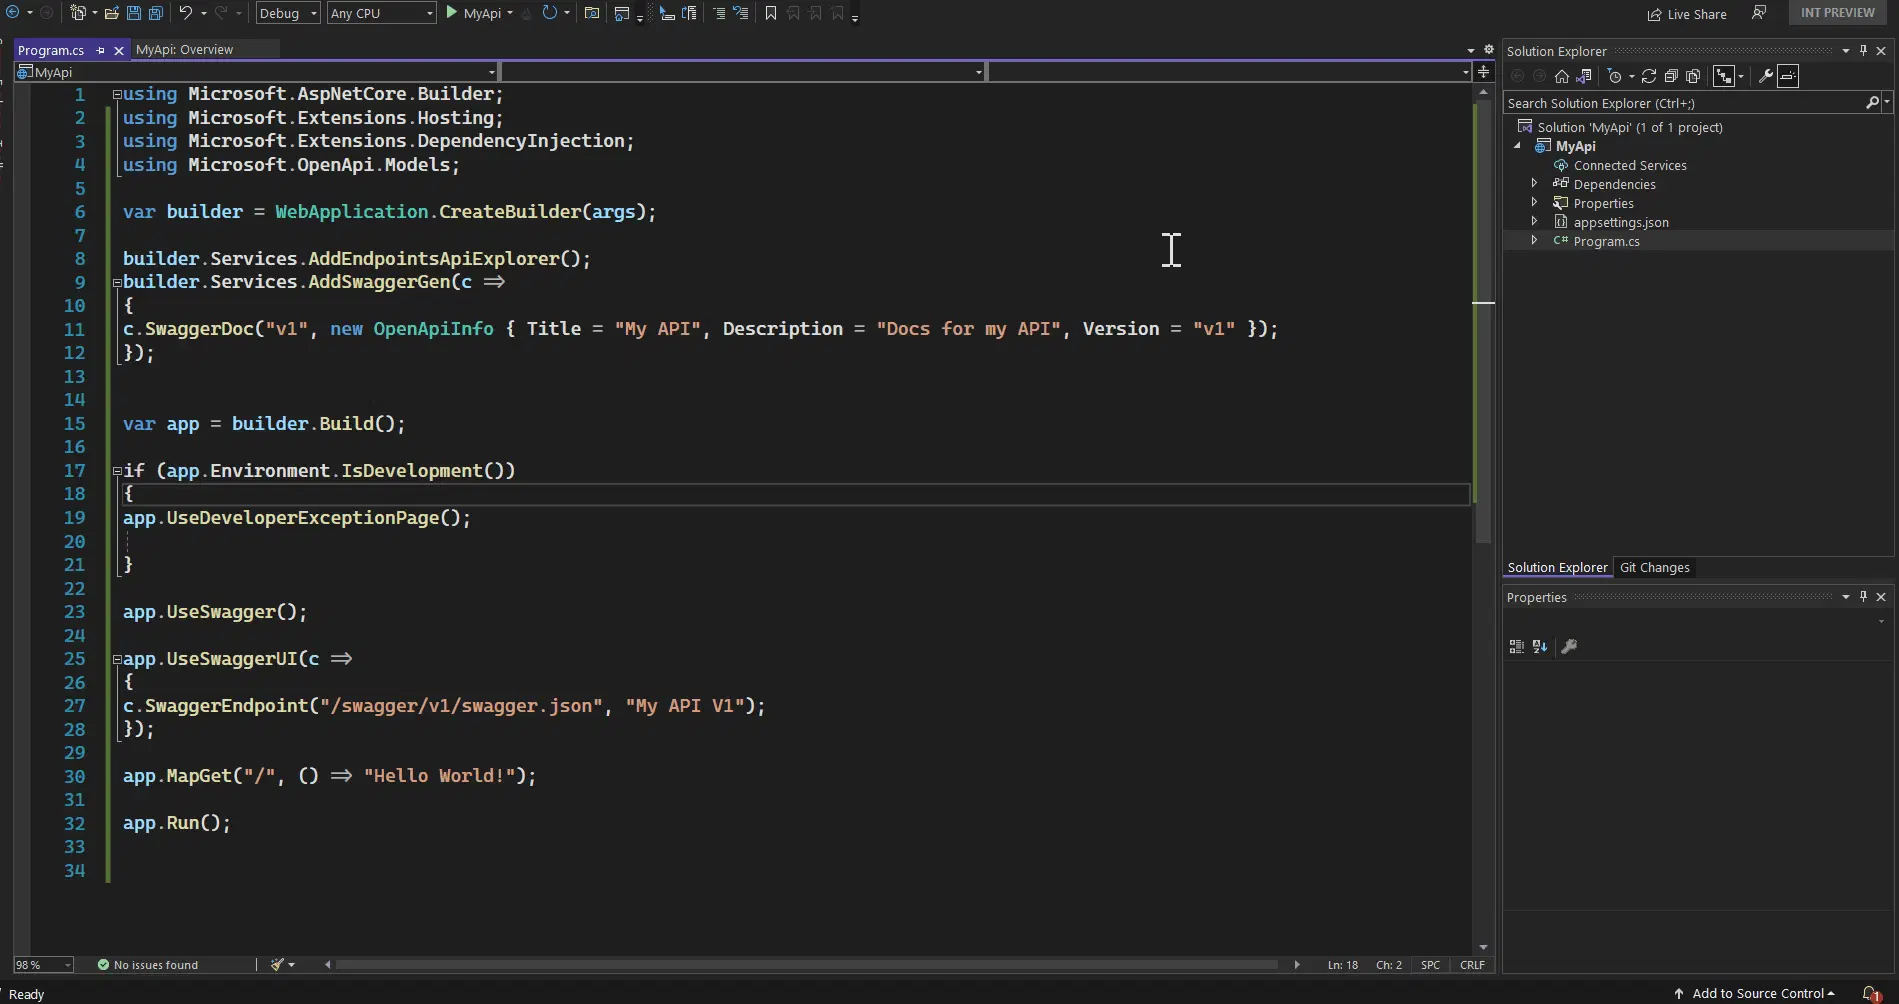 Debug
Any CPU
MyApi
Live Share
INT PREVIEW
Program.cs
MyApi: Overview
MyApi
1 using Microsoft.AspNetCore.Builder;
2 using Microsoft.Extensions.Hosting;
3 using Microsoft.Extensions.DependencyInjection;
4 using Microsoft.OpenApi.Models;
5
6 var builder = WebApplication.CreateBuilder(args);
7
8 builder.Services.AddEndpointsApiExplorer();
9 builder.Services.AddSwaggerGen(c =>
10 {
11 c.SwaggerDoc("v1", new OpenApiInfo { Title = "My API", Description = "Docs for my API", Version = "v1" });
12 });
13
14
15 var app = builder.Build();
16
17 if (app.Environment.IsDevelopment())
18 {
19 app.UseDeveloperExceptionPage();
20
21 }
22
23 app.UseSwagger();
24
25 app.UseSwaggerUI(c =>
26 {
27 c.SwaggerEndpoint("/swagger/v1/swagger.json", "My API V1");
28 });
29
30 app.MapGet("/", () => "Hello World!");
31
32 app.Run();
33
34
98 %
No issues found
Ln: 18
Ch: 2
SPC
CRLF
Solution Explorer
Search Solution Explorer (Ctrl+;)
Solution 'MyApi' (1 of 1 project)
MyApi
Connected Services
Dependencies
Properties
appsettings.json
C# Program.cs
Solution Explorer
Git Changes
Properties
Ready
Add to Source Control
1